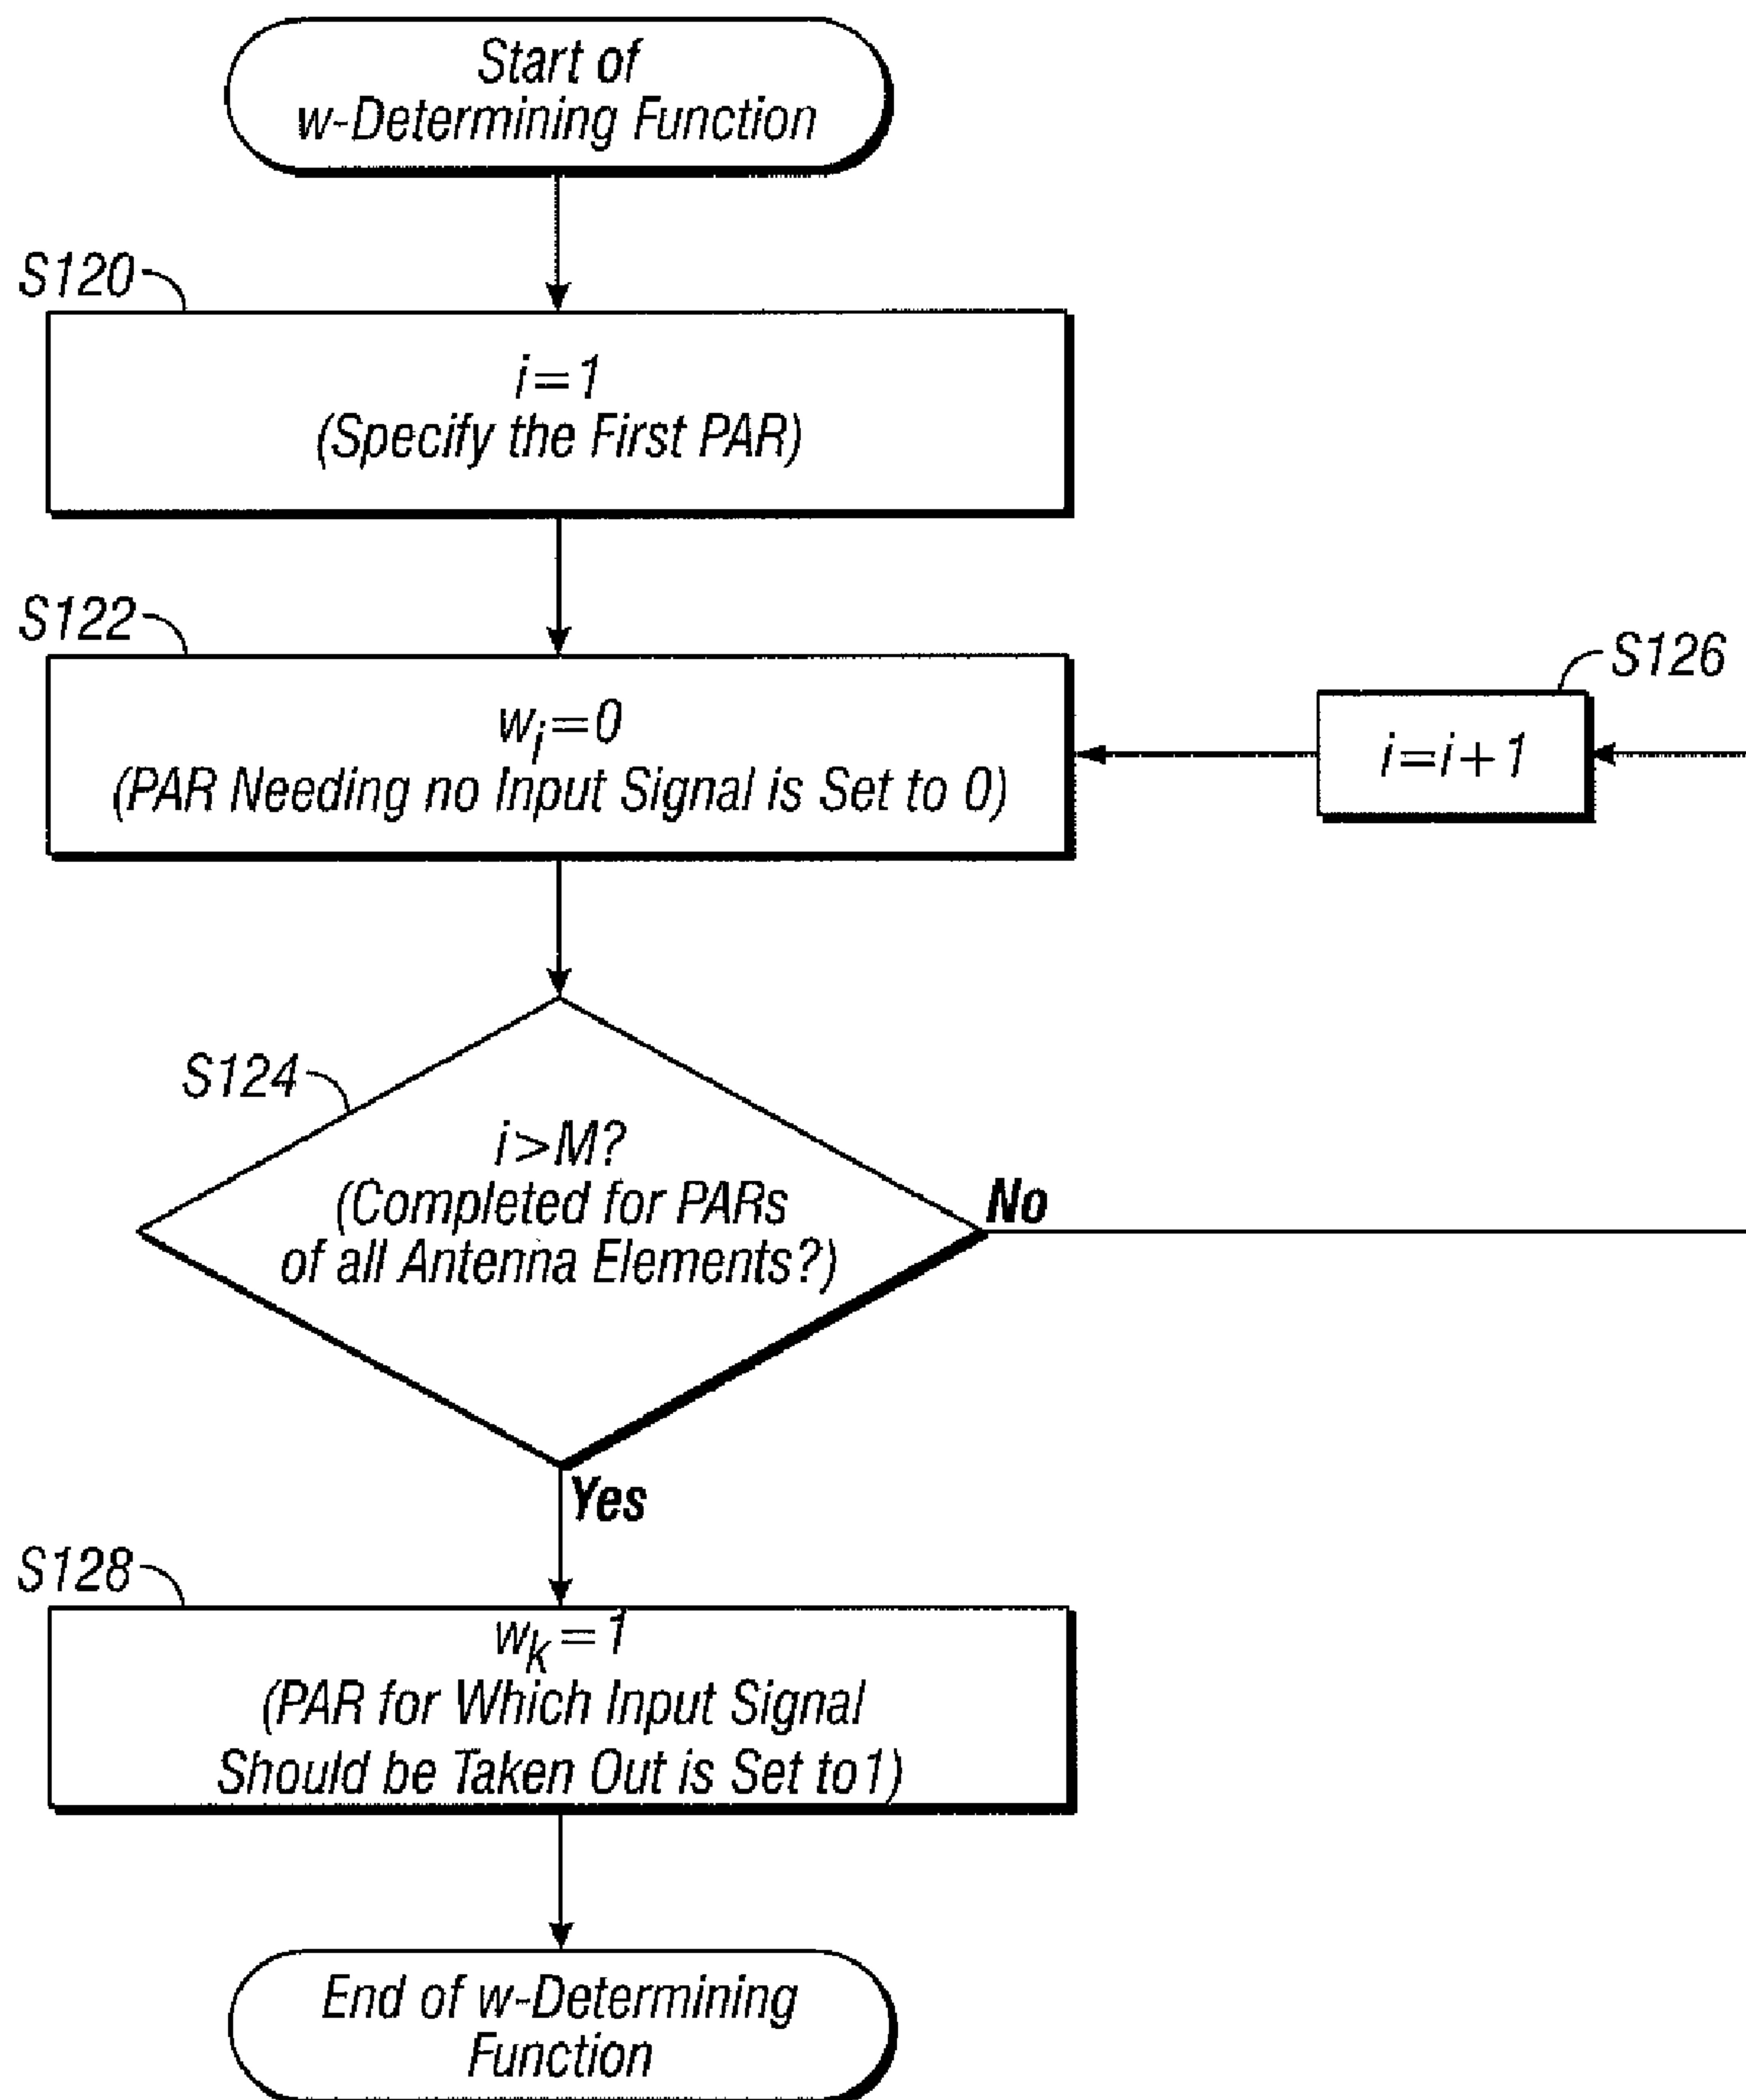 Start of
w-Determining Function
S120
i=1
(Specify the First PAR)
S122
w_i=0
(PAR Needing no Input Signal is Set to 0)
S126
i=i+1
S124
i>M?
(Completed for PARs
of all Antenna Elements?)
No
Yes
S128
w_k=1
(PAR for Which Input Signal
Should be Taken Out is Set to1)
End of w-Determining
Function